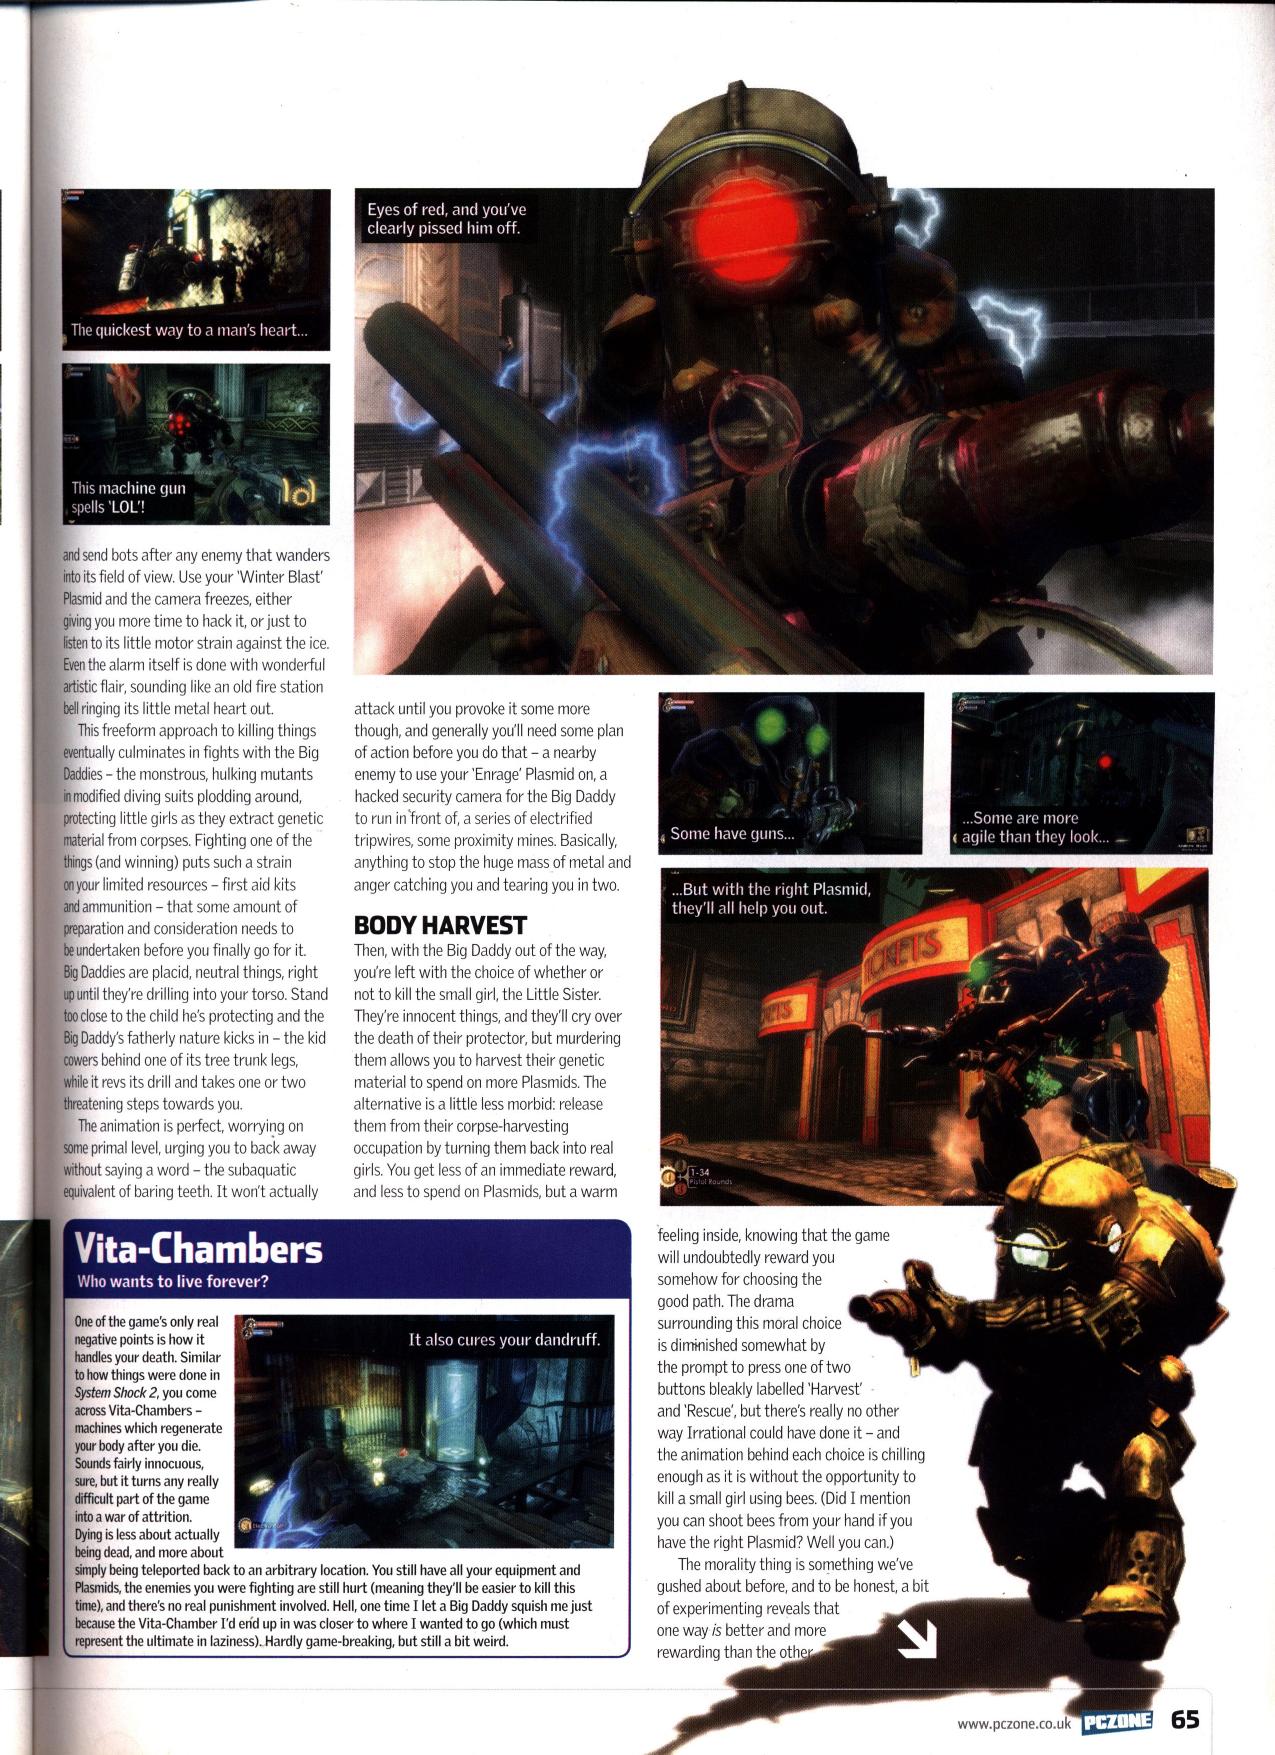 The quickest way to a man's heart...
This machine gun
spells 'LOL'!
Eyes of red, and you've
clearly pissed him off.
and send bots after any enemy that wanders
into its field of view. Use your 'Winter Blast'
Plasmid and the camera freezes, either
giving you more time to hack it, or just to
listen to its little motor strain against the ice.
Even the alarm itself is done with wonderful
artistic flair, sounding like an old fire station
bell ringing its little metal heart out.
This freeform approach to killing things
eventually culminates in fights with the Big
Daddies – the monstrous, hulking mutants
in modified diving suits plodding around,
protecting little girls as they extract genetic
material from corpses. Fighting one of the
things (and winning) puts such a strain
on your limited resources – first aid kits
and ammunition – that some amount of
preparation and consideration needs to
be undertaken before you finally go for it.
Big Daddies are placid, neutral things, right
up until they're drilling into your torso. Stand
too close to the child he's protecting and the
Big Daddy's fatherly nature kicks in – the kid
cowers behind one of its tree trunk legs,
while it revs its drill and takes one or two
threatening steps towards you.
The animation is perfect, worrying on
some primal level, urging you to back away
without saying a word – the subaquatic
equivalent of baring teeth. It won't actually
attack until you provoke it some more
though, and generally you'll need some plan
of action before you do that – a nearby
enemy to use your 'Enrage' Plasmid on, a
hacked security camera for the Big Daddy
to run in front of, a series of electrified
tripwires, some proximity mines. Basically,
anything to stop the huge mass of metal and
anger catching you and tearing you in two.
BODY HARVEST
Then, with the Big Daddy out of the way,
you're left with the choice of whether or
not to kill the small girl, the Little Sister.
They're innocent things, and they'll cry over
the death of their protector, but murdering
them allows you to harvest their genetic
material to spend on more Plasmids. The
alternative is a little less morbid: release
them from their corpse-harvesting
occupation by turning them back into real
girls. You get less of an immediate reward,
and less to spend on Plasmids, but a warm
Some have guns...
...Some are more
agile than they look...
...But with the right Plasmid,
they'll all help you out.
TICKETS
1-34
Pistol Rounds
feeling inside, knowing that the game
will undoubtedly reward you
somehow for choosing the
good path. The drama
surrounding this moral choice
is diminished somewhat by
the prompt to press one of two
buttons bleakly labelled 'Harvest'
and 'Rescue', but there's really no other
way Irrational could have done it – and
the animation behind each choice is chilling
enough as it is without the opportunity to
kill a small girl using bees. (Did I mention
you can shoot bees from your hand if you
have the right Plasmid? Well you can.)
The morality thing is something we've
gushed about before, and to be honest, a bit
of experimenting reveals that
one way is better and more
rewarding than the other
Vita-Chambers
Who wants to live forever?
One of the game's only real
negative points is how it
handles your death. Similar
to how things were done in
System Shock 2, you come
across Vita-Chambers –
machines which regenerate
your body after you die.
Sounds fairly innocuous,
sure, but it turns any really
difficult part of the game
into a war of attrition.
Dying is less about actually
being dead, and more about
simply being teleported back to an arbitrary location. You still have all your equipment and
Plasmids, the enemies you were fighting are still hurt (meaning they'll be easier to kill this
time), and there's no real punishment involved. Hell, one time I let a Big Daddy squish me just
because the Vita-Chamber I'd end up in was closer to where I wanted to go (which must
represent the ultimate in laziness). Hardly game-breaking, but still a bit weird.
It also cures your dandruff.
www.pczone.co.uk PCZONE 65